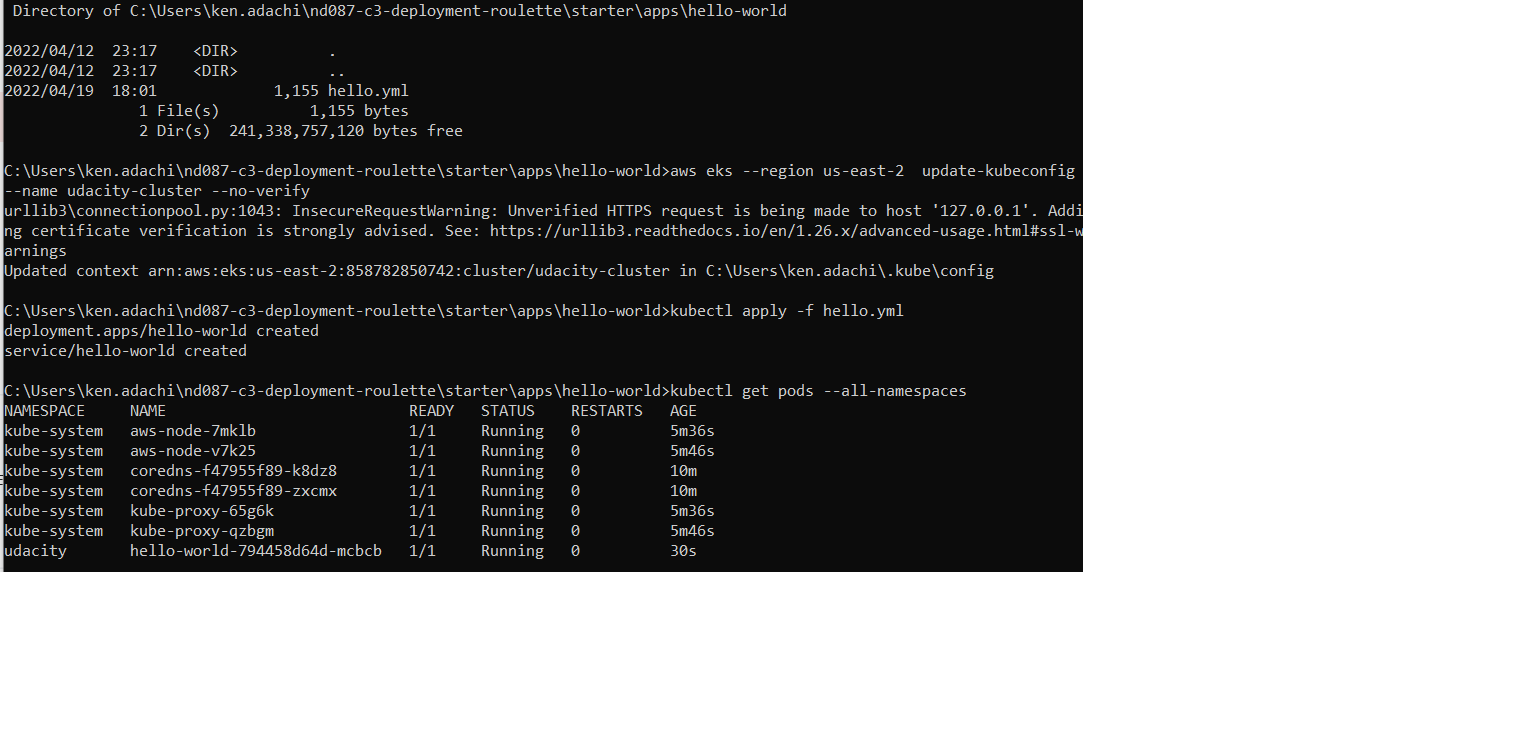 Directory of C:\Users\ken.adachi\nd087-c3-deployment-roulette\starter\apps\hello-world
2022/04/12  23:17    <DIR>          .
2022/04/12  23:17    <DIR>          ..
2022/04/19  18:01             1,155 hello.yml
               1 File(s)          1,155 bytes
               2 Dir(s)  241,338,757,120 bytes free
C:\Users\ken.adachi\nd087-c3-deployment-roulette\starter\apps\hello-world>aws eks --region us-east-2  update-kubeconfig
--name udacity-cluster --no-verify
urllib3\connectionpool.py:1043: InsecureRequestWarning: Unverified HTTPS request is being made to host '127.0.0.1'. Addi
ng certificate verification is strongly advised. See: https://urllib3.readthedocs.io/en/1.26.x/advanced-usage.html#ssl-w
arnings
Updated context arn:aws:eks:us-east-2:858782850742:cluster/udacity-cluster in C:\Users\ken.adachi\.kube\config
C:\Users\ken.adachi\nd087-c3-deployment-roulette\starter\apps\hello-world>kubectl apply -f hello.yml
deployment.apps/hello-world created
service/hello-world created
C:\Users\ken.adachi\nd087-c3-deployment-roulette\starter\apps\hello-world>kubectl get pods --all-namespaces
NAMESPACE     NAME                           READY   STATUS    RESTARTS   AGE
kube-system   aws-node-7mklb                 1/1     Running   0          5m36s
kube-system   aws-node-v7k25                 1/1     Running   0          5m46s
kube-system   coredns-f47955f89-k8dz8        1/1     Running   0          10m
kube-system   coredns-f47955f89-zxcmx        1/1     Running   0          10m
kube-system   kube-proxy-65g6k               1/1     Running   0          5m36s
kube-system   kube-proxy-qzbgm               1/1     Running   0          5m46s
udacity       hello-world-794458d64d-mcbcb   1/1     Running   0          30s